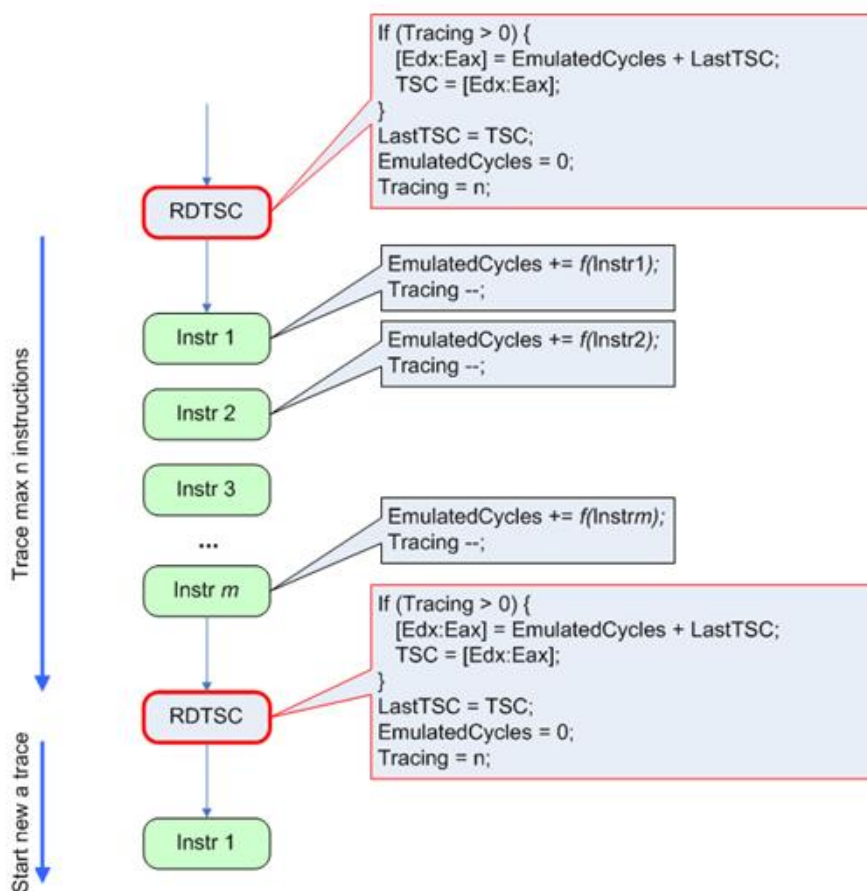 If (Tracing > 0) {
[Edx:Eax] = EmulatedCycles + LastTSC;
TSC = [Edx:Eax];
}
LastTSC = TSC;
EmulatedCycles = 0;
Tracing = n;
RDTSC
EmulatedCycles += f(Instr1);
Tracing --;
Instr 1
EmulatedCycles += f(Instr2);
Tracing --;
Instr 2
Instr 3
...
EmulatedCycles += f(Instrm);
Tracing --;
Instr m
Trace max n instructions
If (Tracing > 0) {
[Edx:Eax] = EmulatedCycles + LastTSC;
TSC = [Edx:Eax];
}
LastTSC = TSC;
EmulatedCycles = 0;
Tracing = n;
RDTSC
Instr 1
Start new a trace